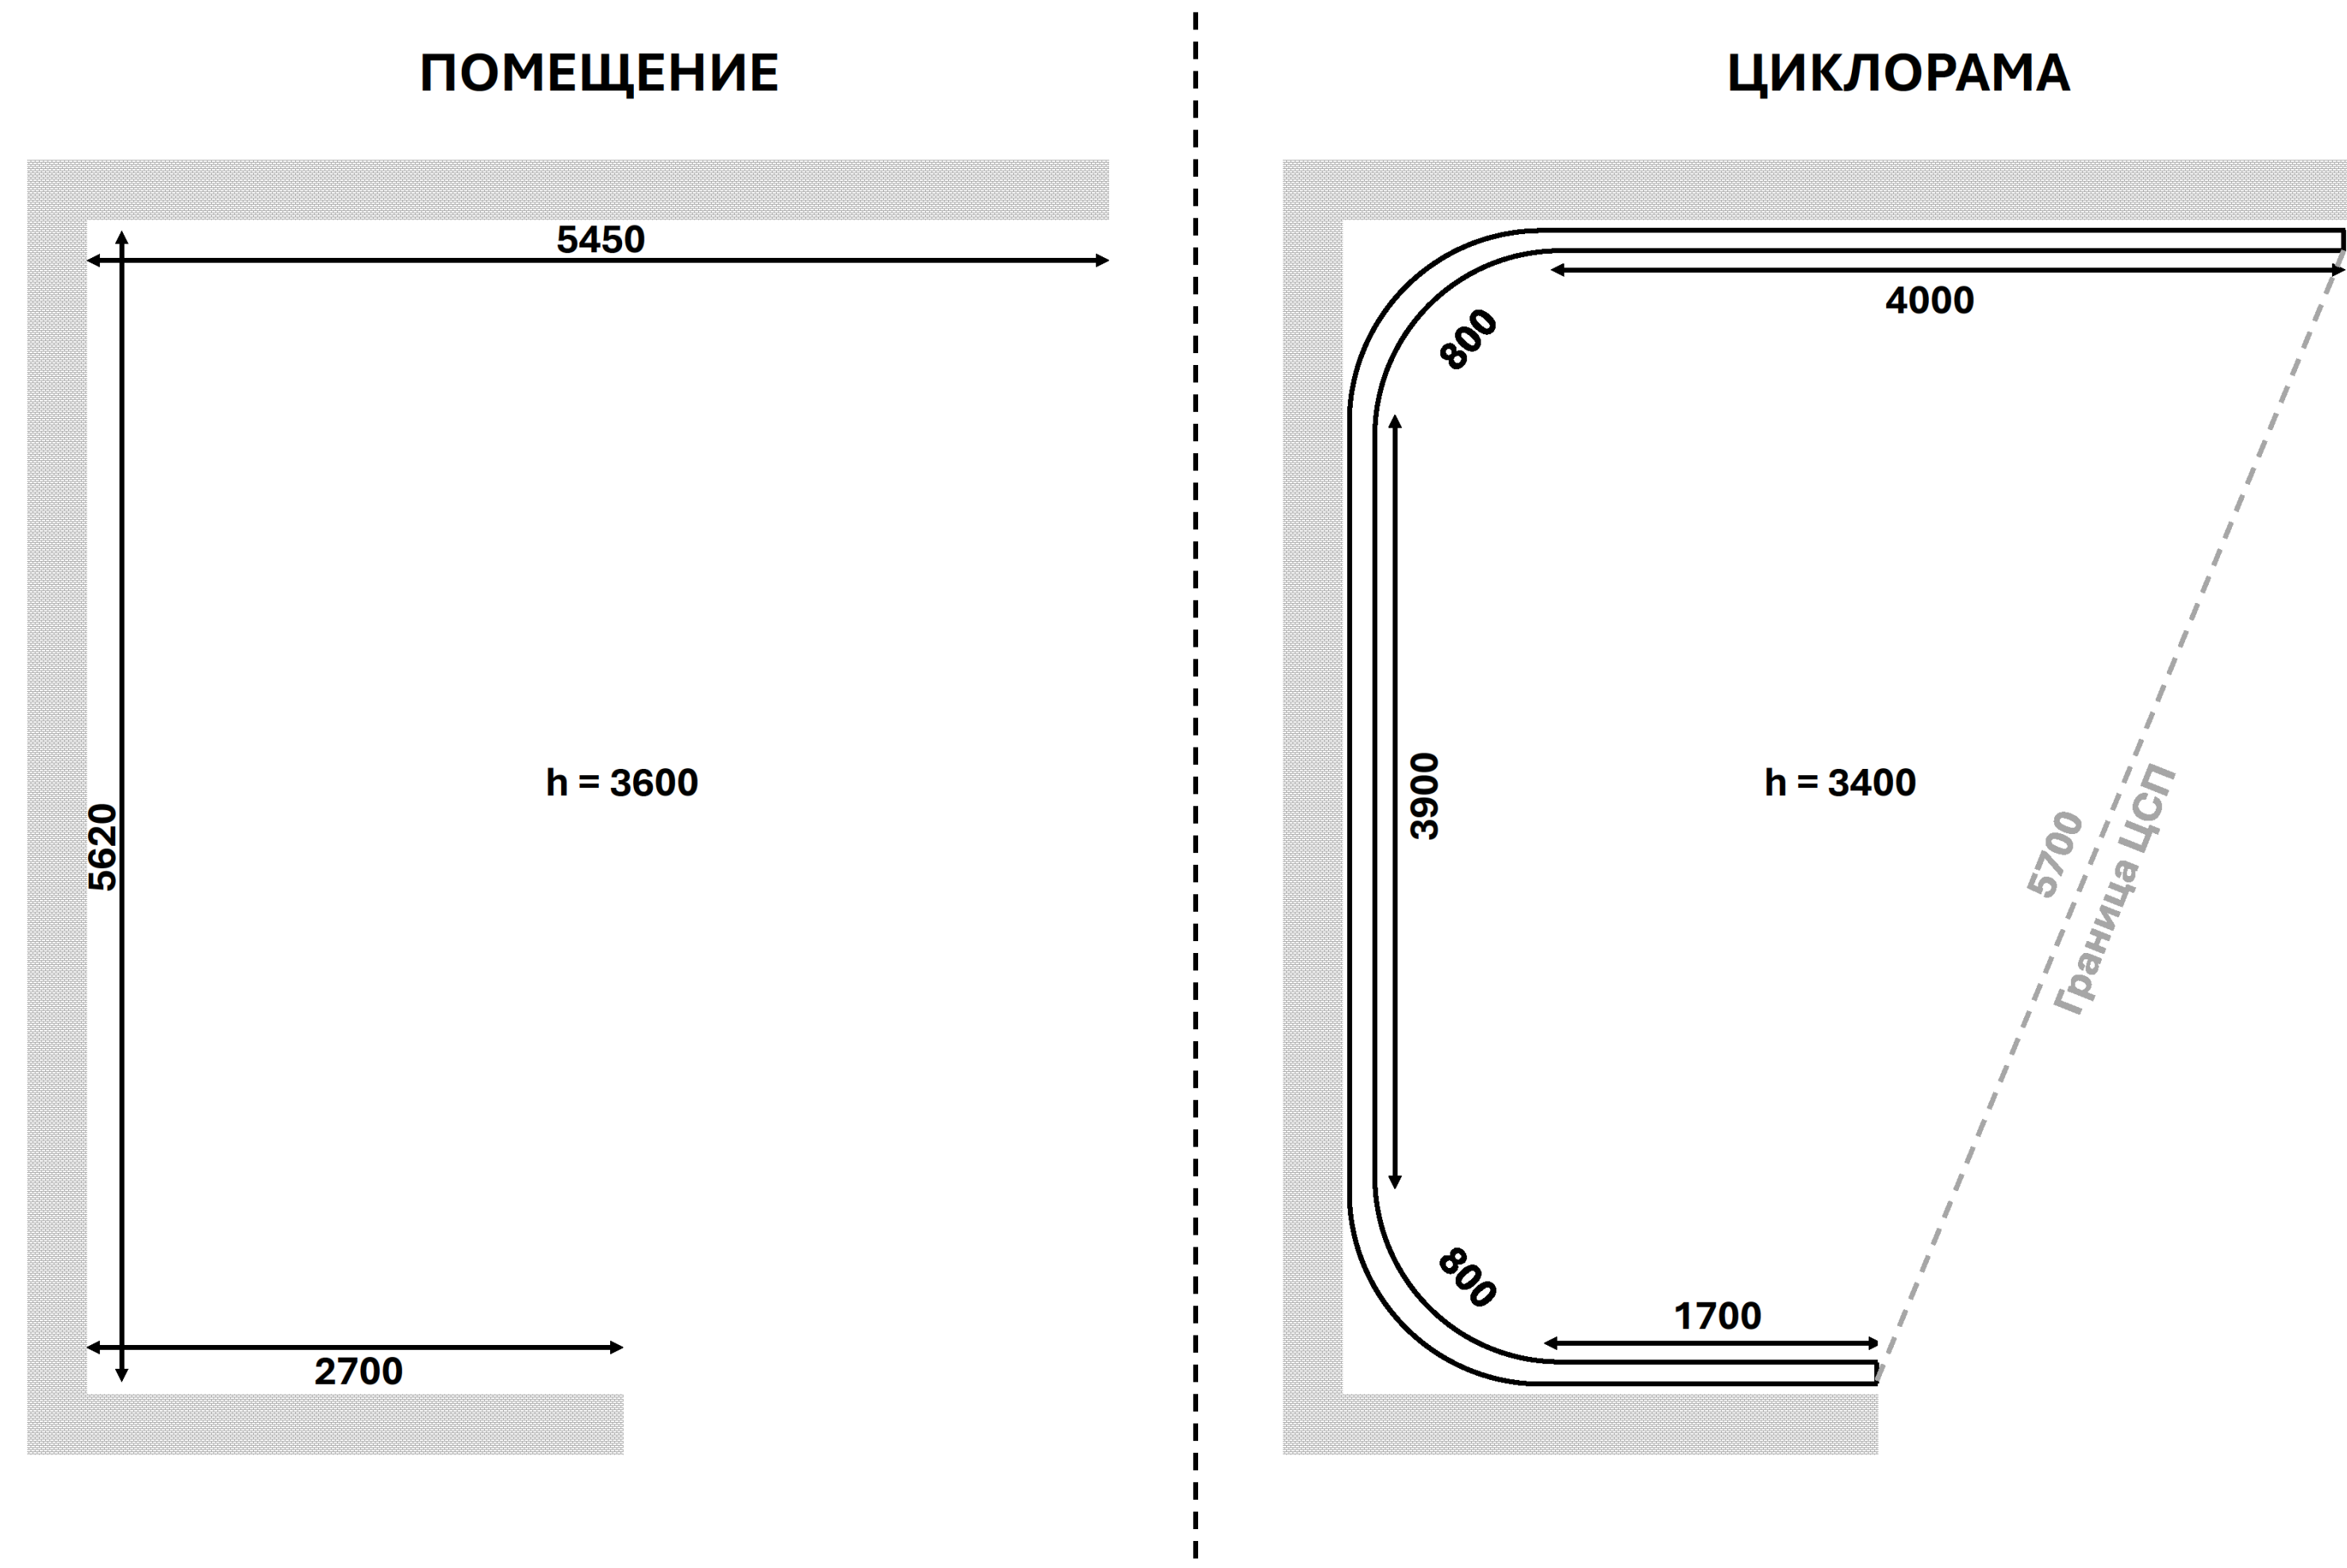 ПОМЕЩЕНИЕ
5450
5620
h = 3600
2700
ЦИКЛОРАМА
4000
800
3900
h = 3400
5700
Граница ЦСП
800
1700